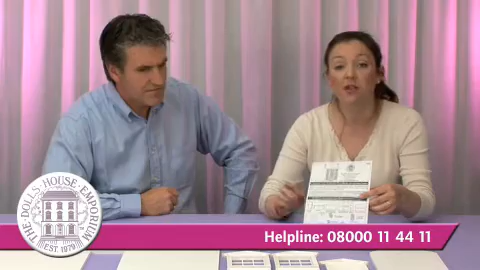 THE · DOLLS · HOUSE · EMPORIUM
EST. 1979
Helpline: 08000 11 44 11